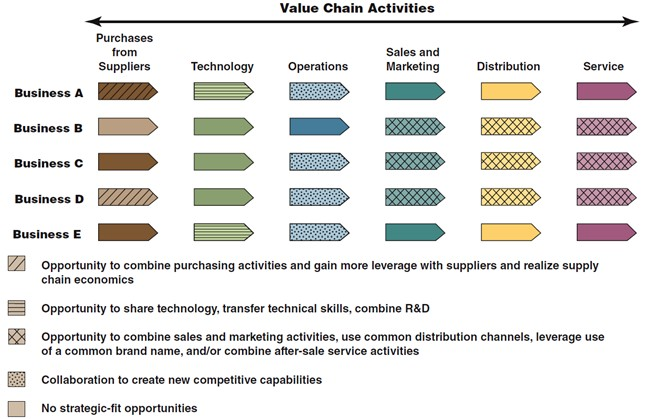 Value Chain Activities
Purchases
from
Suppliers
Technology
Operations
Sales and
Marketing
Distribution
Service
Business A
Business B
Business C
Business D
Business E
Opportunity to combine purchasing activities and gain more leverage with suppliers and realize supply
chain economics
Opportunity to share technology, transfer technical skills, combine R&D
Opportunity to combine sales and marketing activities, use common distribution channels, leverage use
of a common brand name, and/or combine after-sale service activities
Collaboration to create new competitive capabilities
No strategic-fit opportunities